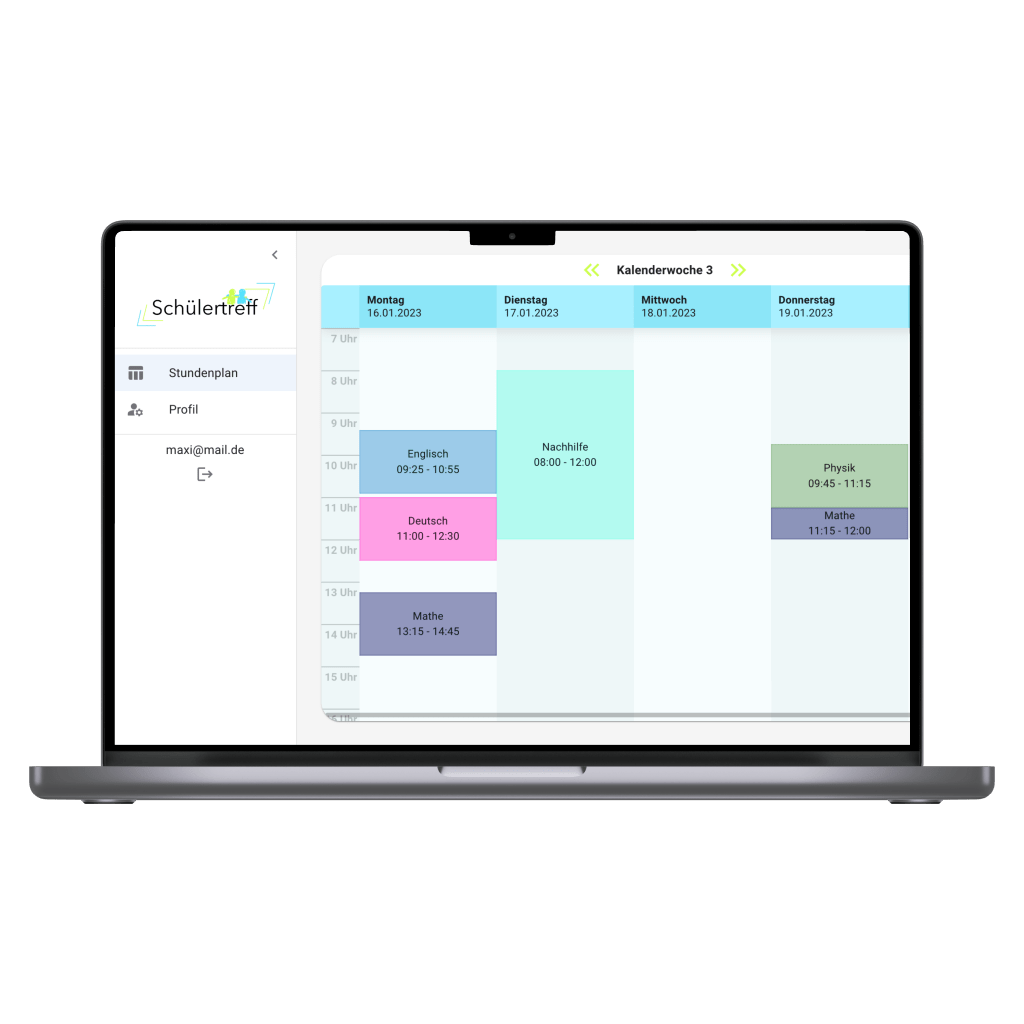 Schülertreff
Stundenplan
Profil
maxi@mail.de
Kalenderwoche 3
Montag
16.01.2023
Dienstag
17.01.2023
Mittwoch
18.01.2023
Donnerstag
19.01.2023
7 Uhr
8 Uhr
9 Uhr
10 Uhr
11 Uhr
12 Uhr
13 Uhr
14 Uhr
15 Uhr
Englisch
09:25 - 10:55
Deutsch
11:00 - 12:30
Mathe
13:15 - 14:45
Nachhilfe
08:00 - 12:00
Physik
09:45 - 11:15
Mathe
11:15 - 12:00